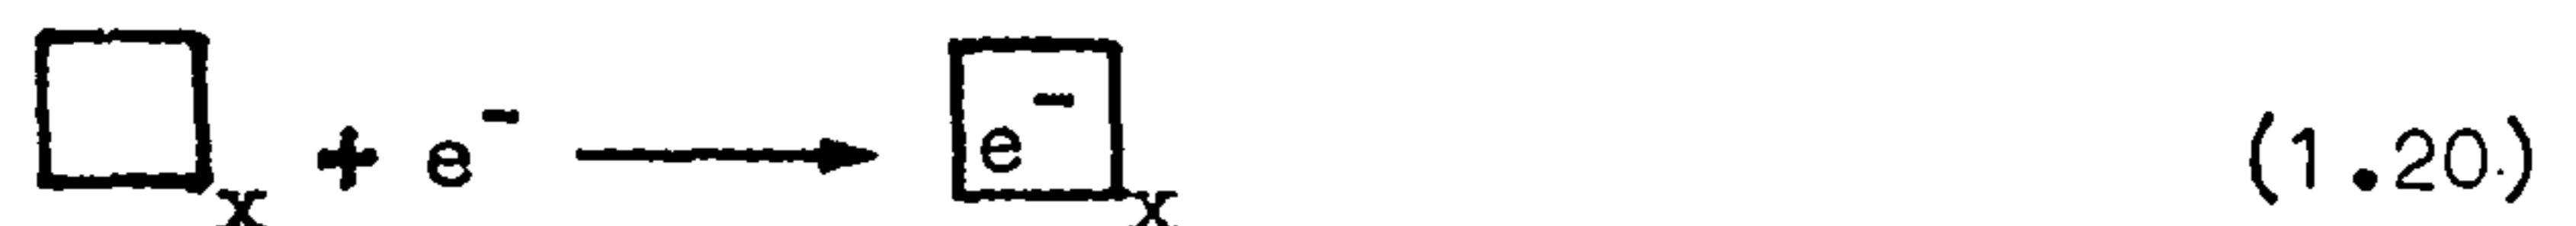 □x + e⁻ → [e⁻]x (1.20)